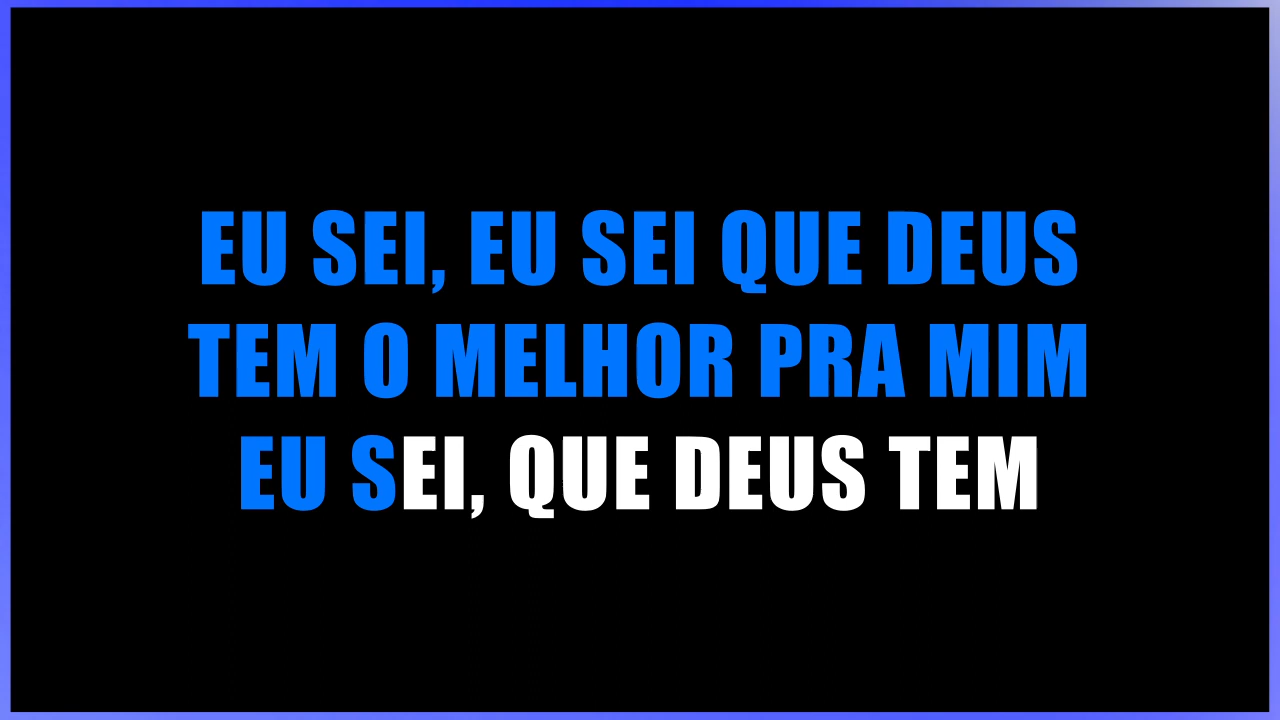 EU SEI, EU SEI QUE DEUS
TEM O MELHOR PRA MIM
EU SEI, QUE DEUS TEM